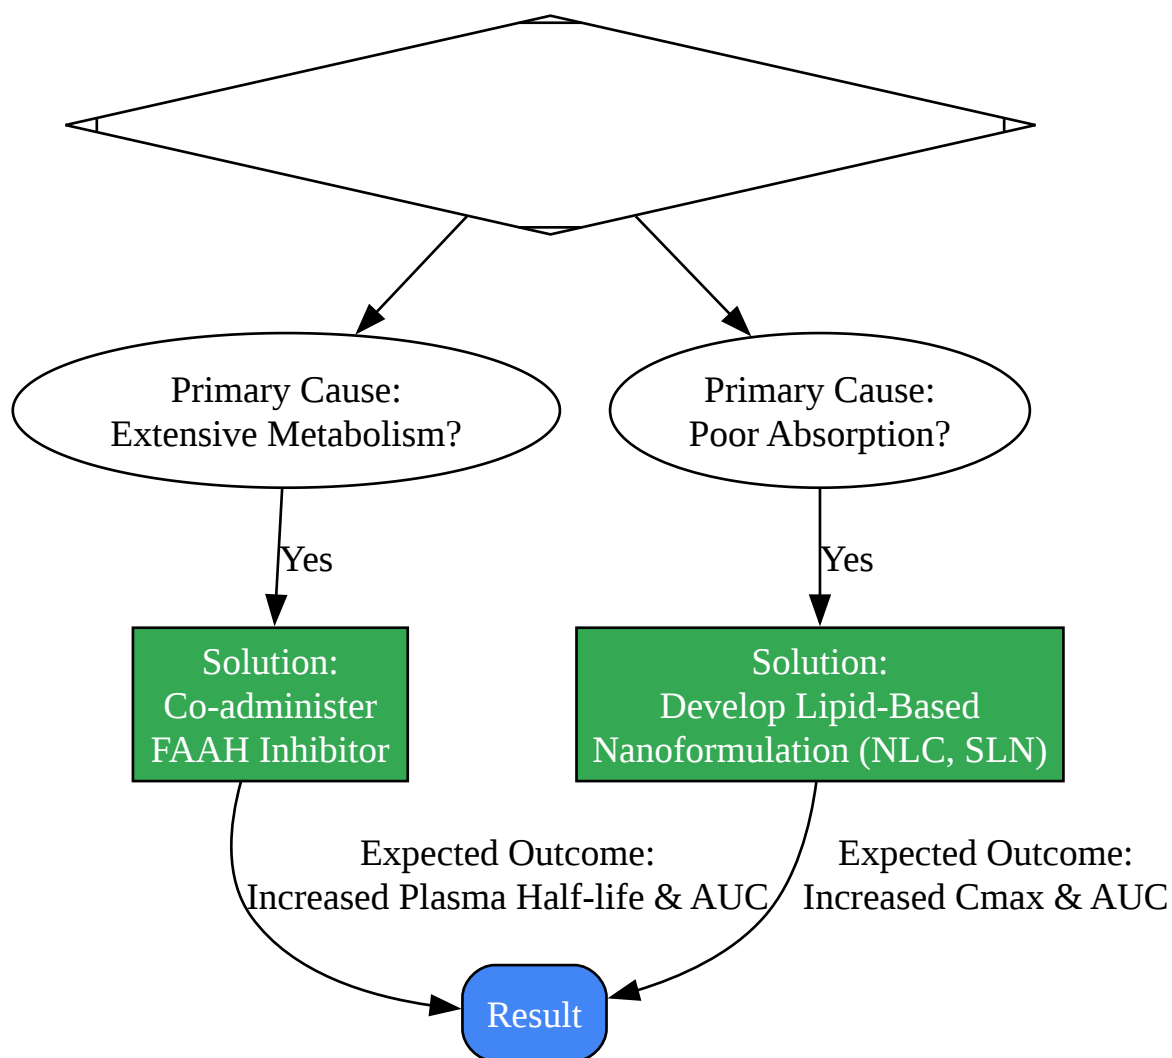 Primary Cause:
Extensive Metabolism?
Primary Cause:
Poor Absorption?
Yes
Yes
Solution:
Co-administer
FAAH Inhibitor
Solution:
Develop Lipid-Based
Nanoformulation (NLC, SLN)
Expected Outcome:
Increased Plasma Half-life & AUC
Expected Outcome:
Increased Cmax & AUC
Result